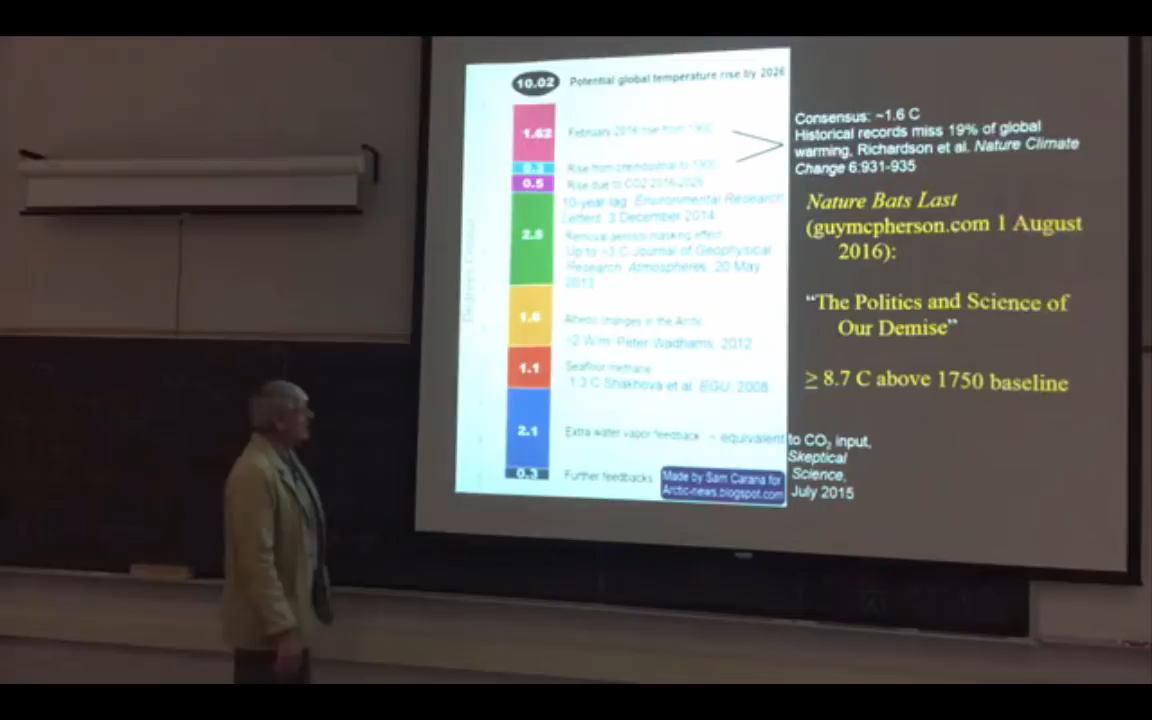 10.02 Potential global temperature rise by 2026
1.62 February 2016 rise from 1900
0.3 Rise from preindustrial to 1900
0.5 Rise due to CO2 2016-2026
10-year lag Environmental Research
Letters 3 December 2014
2.5 Removal aerosol masking effect
Up to ~3 C Journal of Geophysical
Research: Atmospheres, 20 May
2013
1.6 Albedo changes in the Arctic
Peter Wadhams, 2012
1.1 Seafloor methane
1.3 C Shakhova et al. EGU, 2008
2.1 Extra water vapor feedback ~ equivalent to CO₂ input,
Skeptical
Science,
July 2015
0.3 Further feedbacks
Made by Sam Carana for
Arctic-news.blogspot.com
Degrees Celsius
Consensus: ~1.6 C
Historical records miss 19% of global
warming, Richardson et al. Nature Climate
Change 6:931-935
Nature Bats Last
(guymcpherson.com 1 August
2016):
“The Politics and Science of
Our Demise”
≥ 8.7 C above 1750 baseline